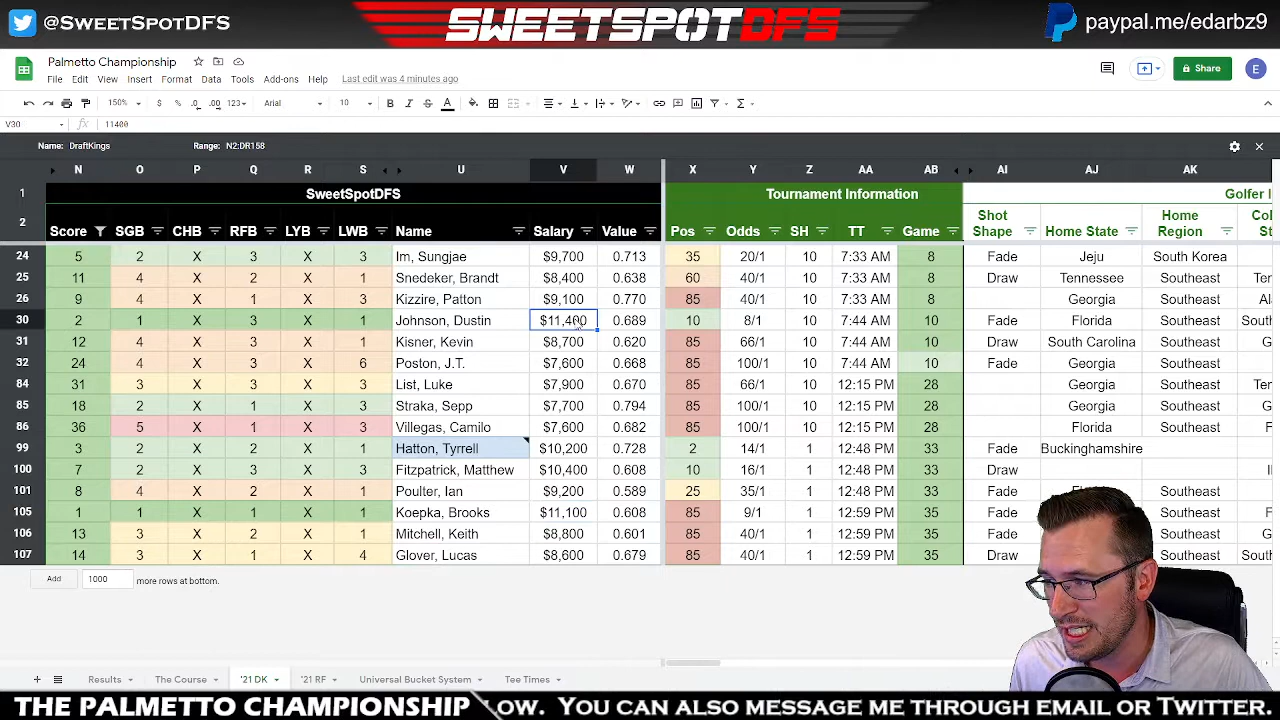 @SWEETSPOTDFS
SWEETSPOTDFS
paypal.me/edarbz9
Palmetto Championship
File Edit View Insert Format Data Tools Add-ons Help Last edit was 4 minutes ago
Share E
150% $ % .0 .00 123 Arial 10 B I S A
V30 fx 11400
Name: DraftKings Range: N2:DR158
N O P Q R S U V W X Y Z AA AB AI AJ AK
1 SweetSpotDFS Tournament Information Golfer I
2 Score SGB CHB RFB LYB LWB Name Salary Value Pos Odds SH TT Game Shot Shape Home State Home Region Col St
24 5 2 X 3 X 3 Im, Sungjae $9,700 0.713 35 20/1 10 7:33 AM 8 Fade Jeju South Korea
25 11 4 X 2 X 1 Snedeker, Brandt $8,400 0.638 60 40/1 10 7:33 AM 8 Draw Tennessee Southeast Te
26 9 4 X 1 X 3 Kizzire, Patton $9,100 0.770 85 40/1 10 7:33 AM 8 Georgia Southeast Ala
30 2 1 X 3 X 1 Johnson, Dustin $11,400 0.689 10 8/1 10 7:44 AM 10 Fade Florida Southeast South
31 12 4 X 1 X 1 Kisner, Kevin $8,700 0.620 85 66/1 10 7:44 AM 10 Draw South Carolina Southeast G
32 24 4 X 3 X 6 Poston, J.T. $7,600 0.668 85 100/1 10 7:44 AM 10 Fade Georgia Southeast
84 31 3 X 3 X 3 List, Luke $7,900 0.670 85 66/1 10 12:15 PM 28 Georgia Southeast Ter
85 18 2 X 1 X 3 Straka, Sepp $7,700 0.794 85 100/1 10 12:15 PM 28 Georgia Southeast G
86 36 5 X 1 X 3 Villegas, Camilo $7,600 0.682 85 100/1 10 12:15 PM 28 Florida Southeast F
99 3 2 X 2 X 1 Hatton, Tyrrell $10,200 0.728 2 14/1 1 12:48 PM 33 Fade Buckinghamshire
100 7 2 X 3 X 3 Fitzpatrick, Matthew $10,400 0.608 10 16/1 1 12:48 PM 33 Draw Southeast
101 8 4 X 2 X 1 Poulter, Ian $9,200 0.589 25 35/1 1 12:48 PM 33 Fade Southeast
105 1 1 X 1 X 1 Koepka, Brooks $11,100 0.608 85 9/1 1 12:59 PM 35 Fade Southeast
106 13 3 X 2 X 1 Mitchell, Keith $8,800 0.601 85 40/1 1 12:59 PM 35 Fade Southeast G
107 14 3 X 1 X 4 Glover, Lucas $8,600 0.679 85 40/1 1 12:59 PM 35 Draw Southeast
Add 1000 more rows at bottom.
Results The Course '21 DK '21 RF Universal Bucket System Tee Times
THE PALMETTO CHAMPIONSHIP LOW. YOU CAN ALSO MESSAGE ME THROUGH EMAIL OR TWITTER.